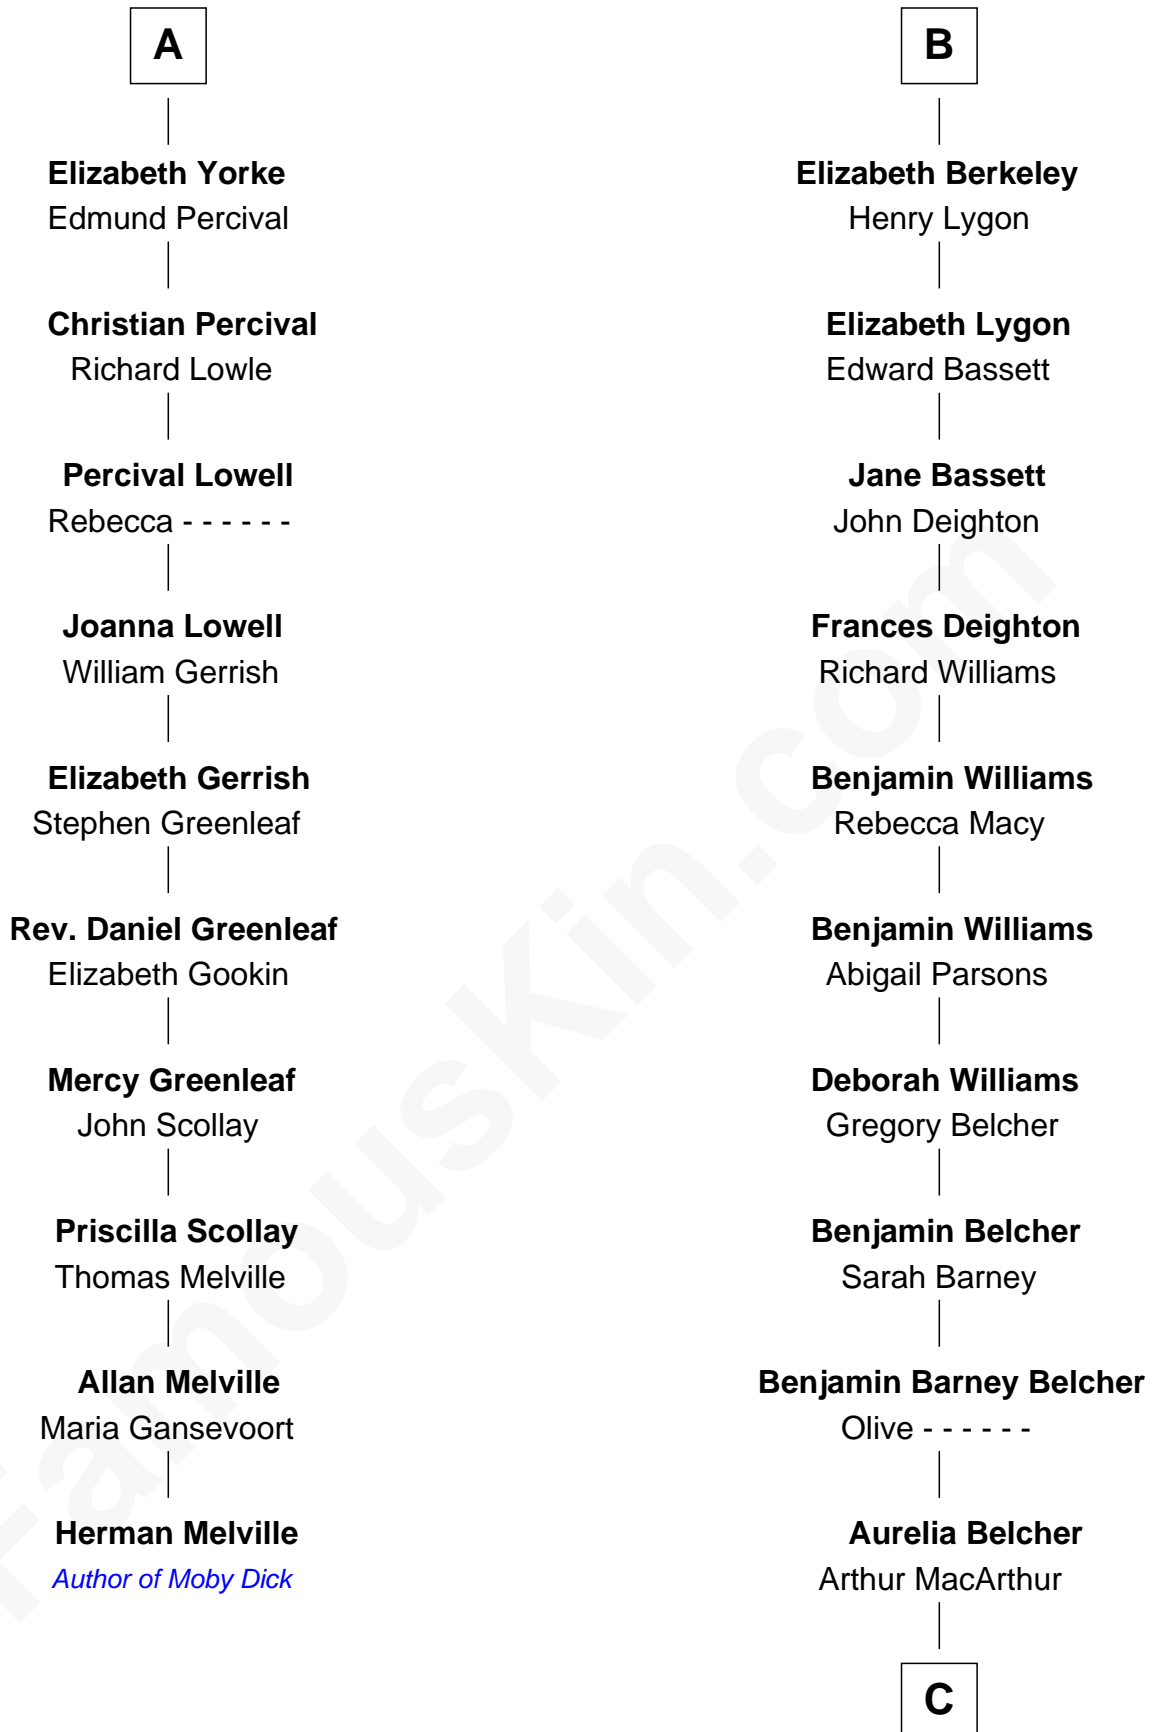 A
Elizabeth Yorke
Edmund Percival
Christian Percival
Richard Lowle
Percival Lowell
Rebecca - - - - - -
Joanna Lowell
William Gerrish
Elizabeth Gerrish
Stephen Greenleaf
Rev. Daniel Greenleaf
Elizabeth Gookin
Mercy Greenleaf
John Scollay
Priscilla Scollay
Thomas Melville
Allan Melville
Maria Gansevoort
Herman Melville
Author of Moby Dick
B
Elizabeth Berkeley
Henry Lygon
Elizabeth Lygon
Edward Bassett
Jane Bassett
John Deighton
Frances Deighton
Richard Williams
Benjamin Williams
Rebecca Macy
Benjamin Williams
Abigail Parsons
Deborah Williams
Gregory Belcher
Benjamin Belcher
Sarah Barney
Benjamin Barney Belcher
Olive - - - - - -
Aurelia Belcher
Arthur MacArthur
C
FamousKin.com